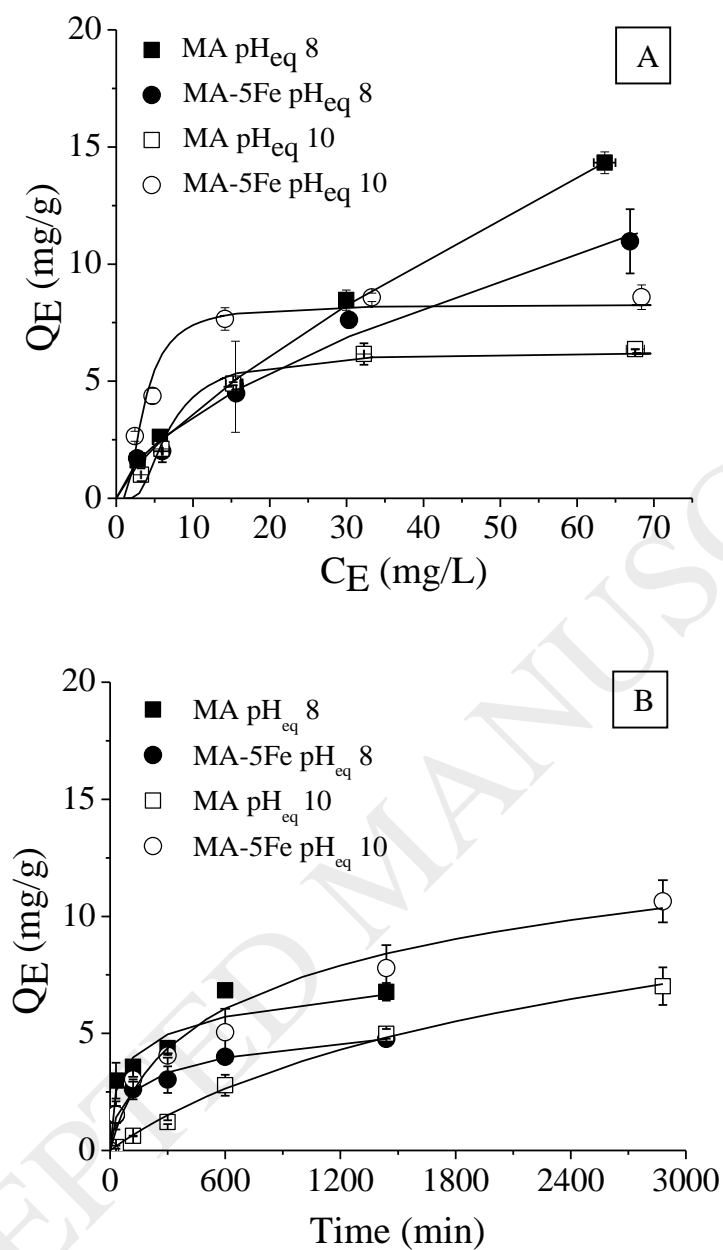 A
MA pHeq 8
MA-5Fe pHeq 8
MA pHeq 10
MA-5Fe pHeq 10
20
15
10
5
0
QE (mg/g)
0 10 20 30 40 50 60 70
CE (mg/L)
B
MA pHeq 8
MA-5Fe pHeq 8
MA pHeq 10
MA-5Fe pHeq 10
20
15
10
5
0
QE (mg/g)
0 600 1200 1800 2400 3000
Time (min)
EPTED MANUSC